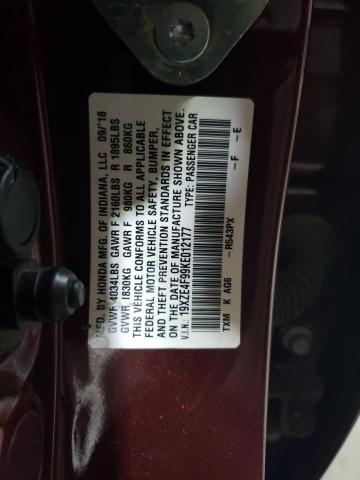 MFD. BY HONDA MFG. OF INDIANA, LLC 09/18
GVWR 4034LBS GAWR F 2160LBS R 1895LBS
GVWR 1830KG GAWR F 980KG R 860KG
THIS VEHICLE CONFORMS TO ALL APPLICABLE
FEDERAL MOTOR VEHICLE SAFETY, BUMPER,
AND THEFT PREVENTION STANDARDS IN EFFECT
ON THE DATE OF MANUFACTURE SHOWN ABOVE.
V.I.N.: 19XZE4F99KE012177 TYPE: PASSENGER CAR
TXM K AG6 -R543PX -F -E